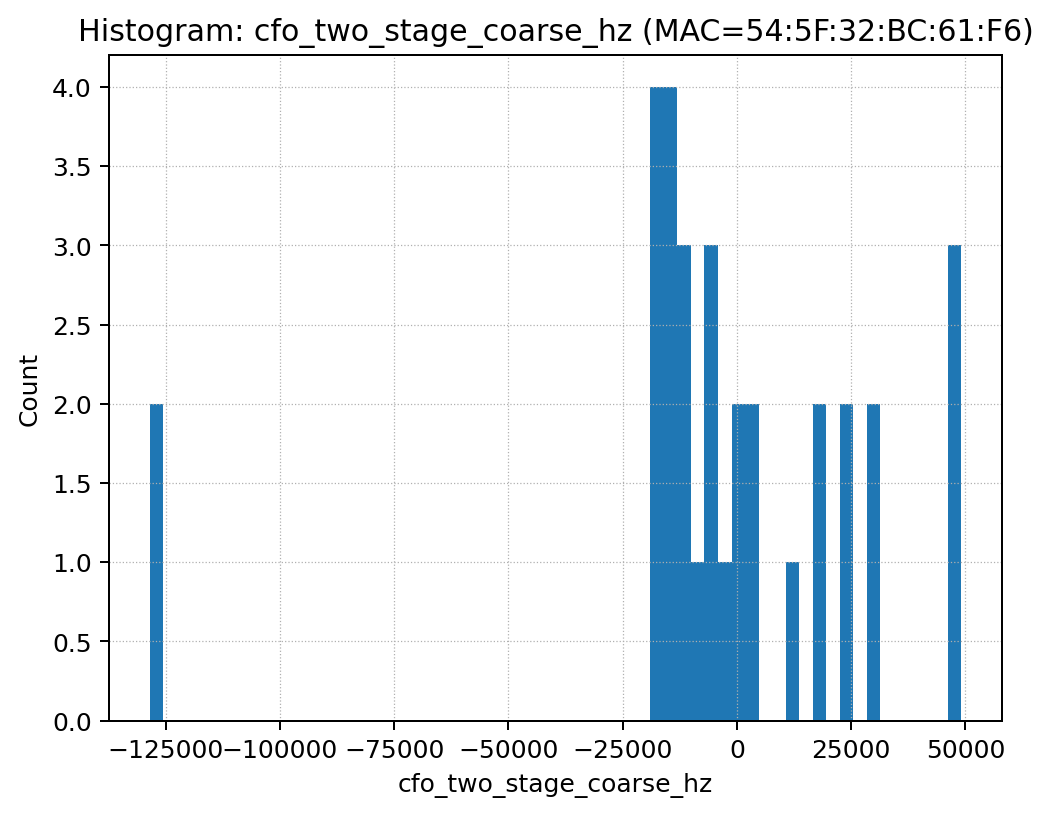 Histogram: cfo_two_stage_coarse_hz (MAC=54:5F:32:BC:61:F6)
4.0
3.5
3.0
2.5
2.0
1.5
1.0
0.5
0.0
Count
−125000 −100000 −75000 −50000 −25000 0 25000 50000
cfo_two_stage_coarse_hz